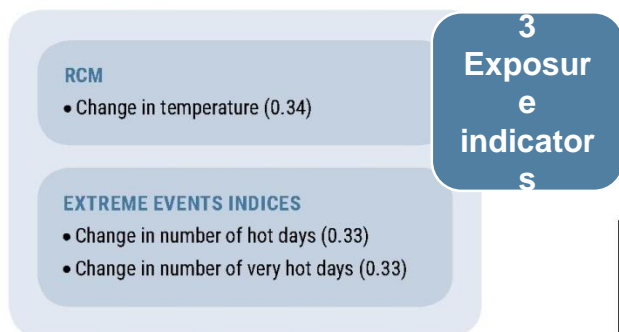 RCM
• Change in temperature (0.34)
EXTREME EVENTS INDICES
• Change in number of hot days (0.33)
• Change in number of very hot days (0.33)
3
Exposur
e
indicator
s